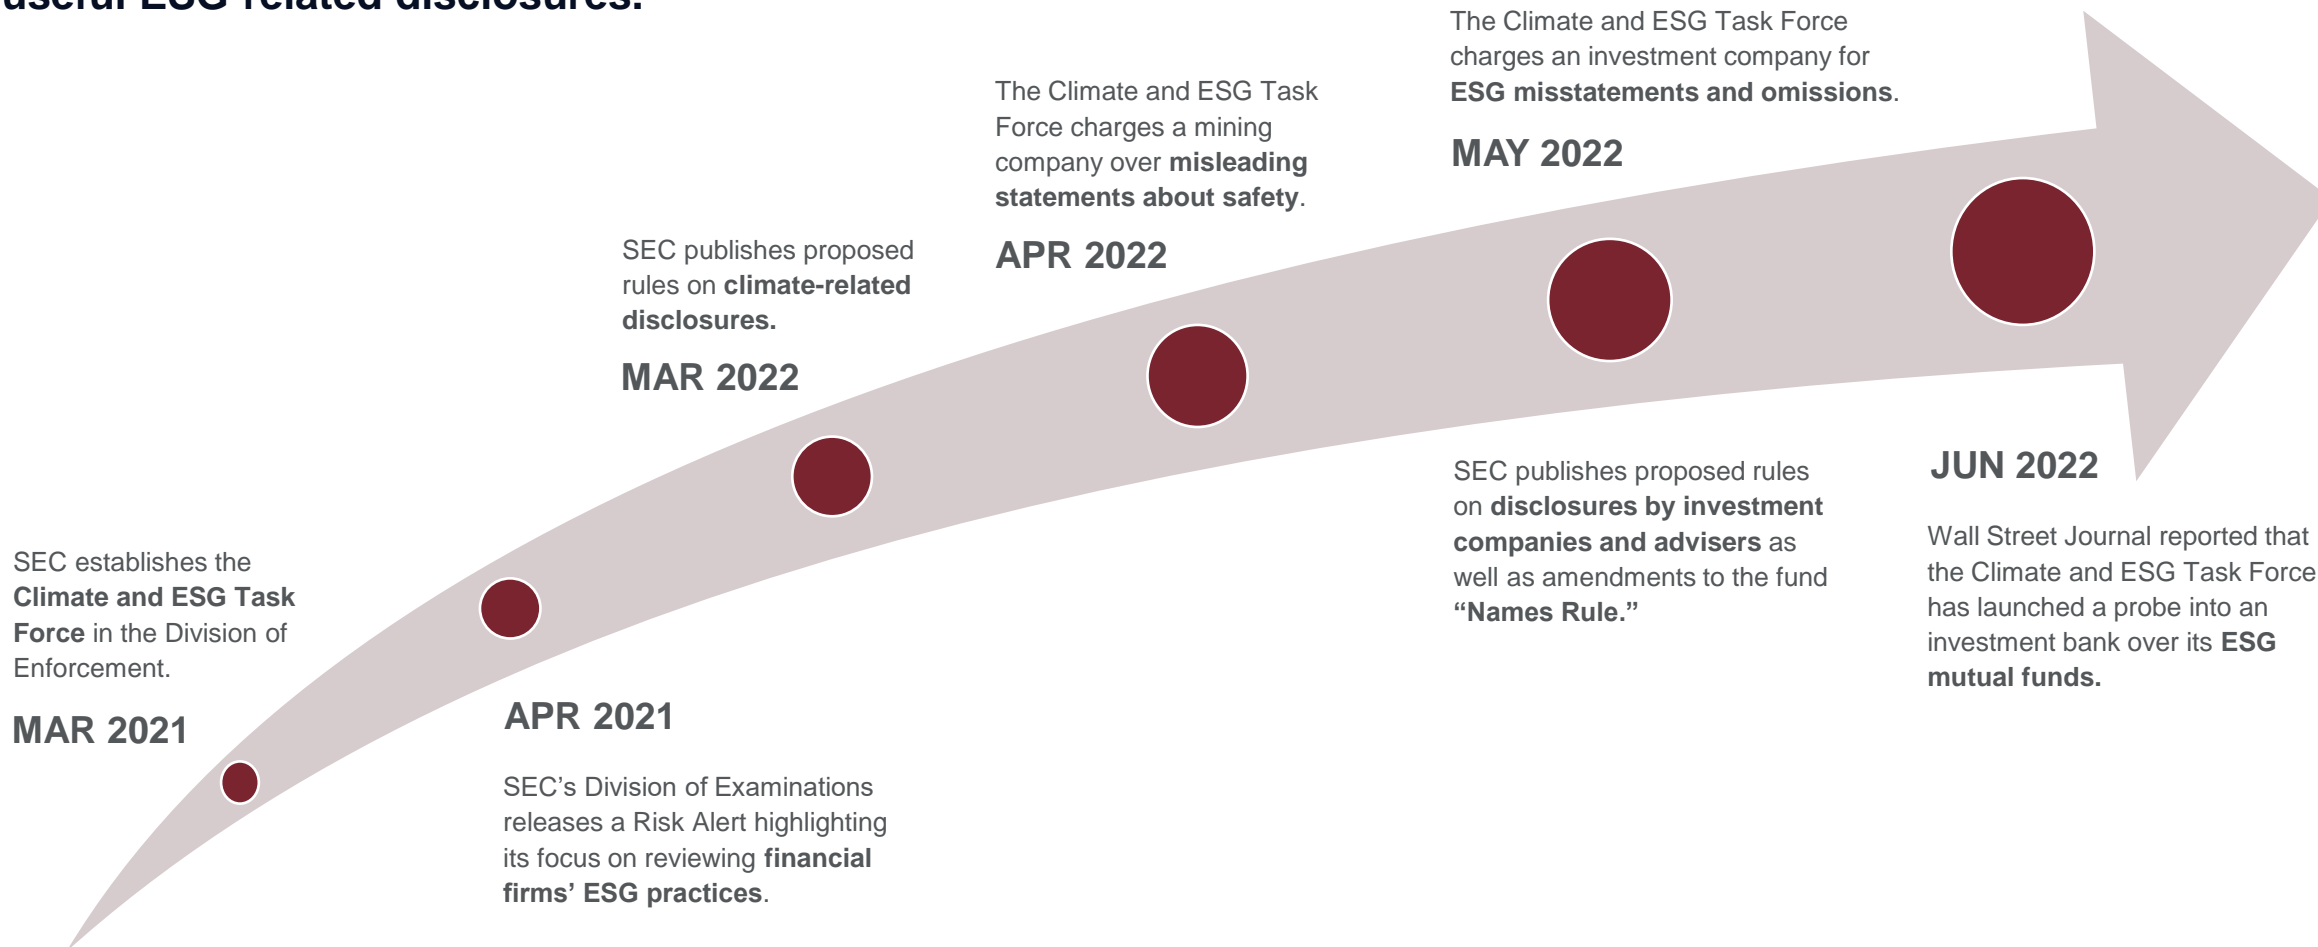 useful ESG-related disclosures.
SEC establishes the
Climate and ESG Task
Force in the Division of
Enforcement.
MAR 2021
APR 2021
SEC’s Division of Examinations
releases a Risk Alert highlighting
its focus on reviewing financial
firms’ ESG practices.
SEC publishes proposed
rules on climate-related
disclosures.
MAR 2022
The Climate and ESG Task
Force charges a mining
company over misleading
statements about safety.
APR 2022
The Climate and ESG Task Force
charges an investment company for
ESG misstatements and omissions.
MAY 2022
SEC publishes proposed rules
on disclosures by investment
companies and advisers as
well as amendments to the fund
“Names Rule.”
JUN 2022
Wall Street Journal reported that
the Climate and ESG Task Force
has launched a probe into an
investment bank over its ESG
mutual funds.